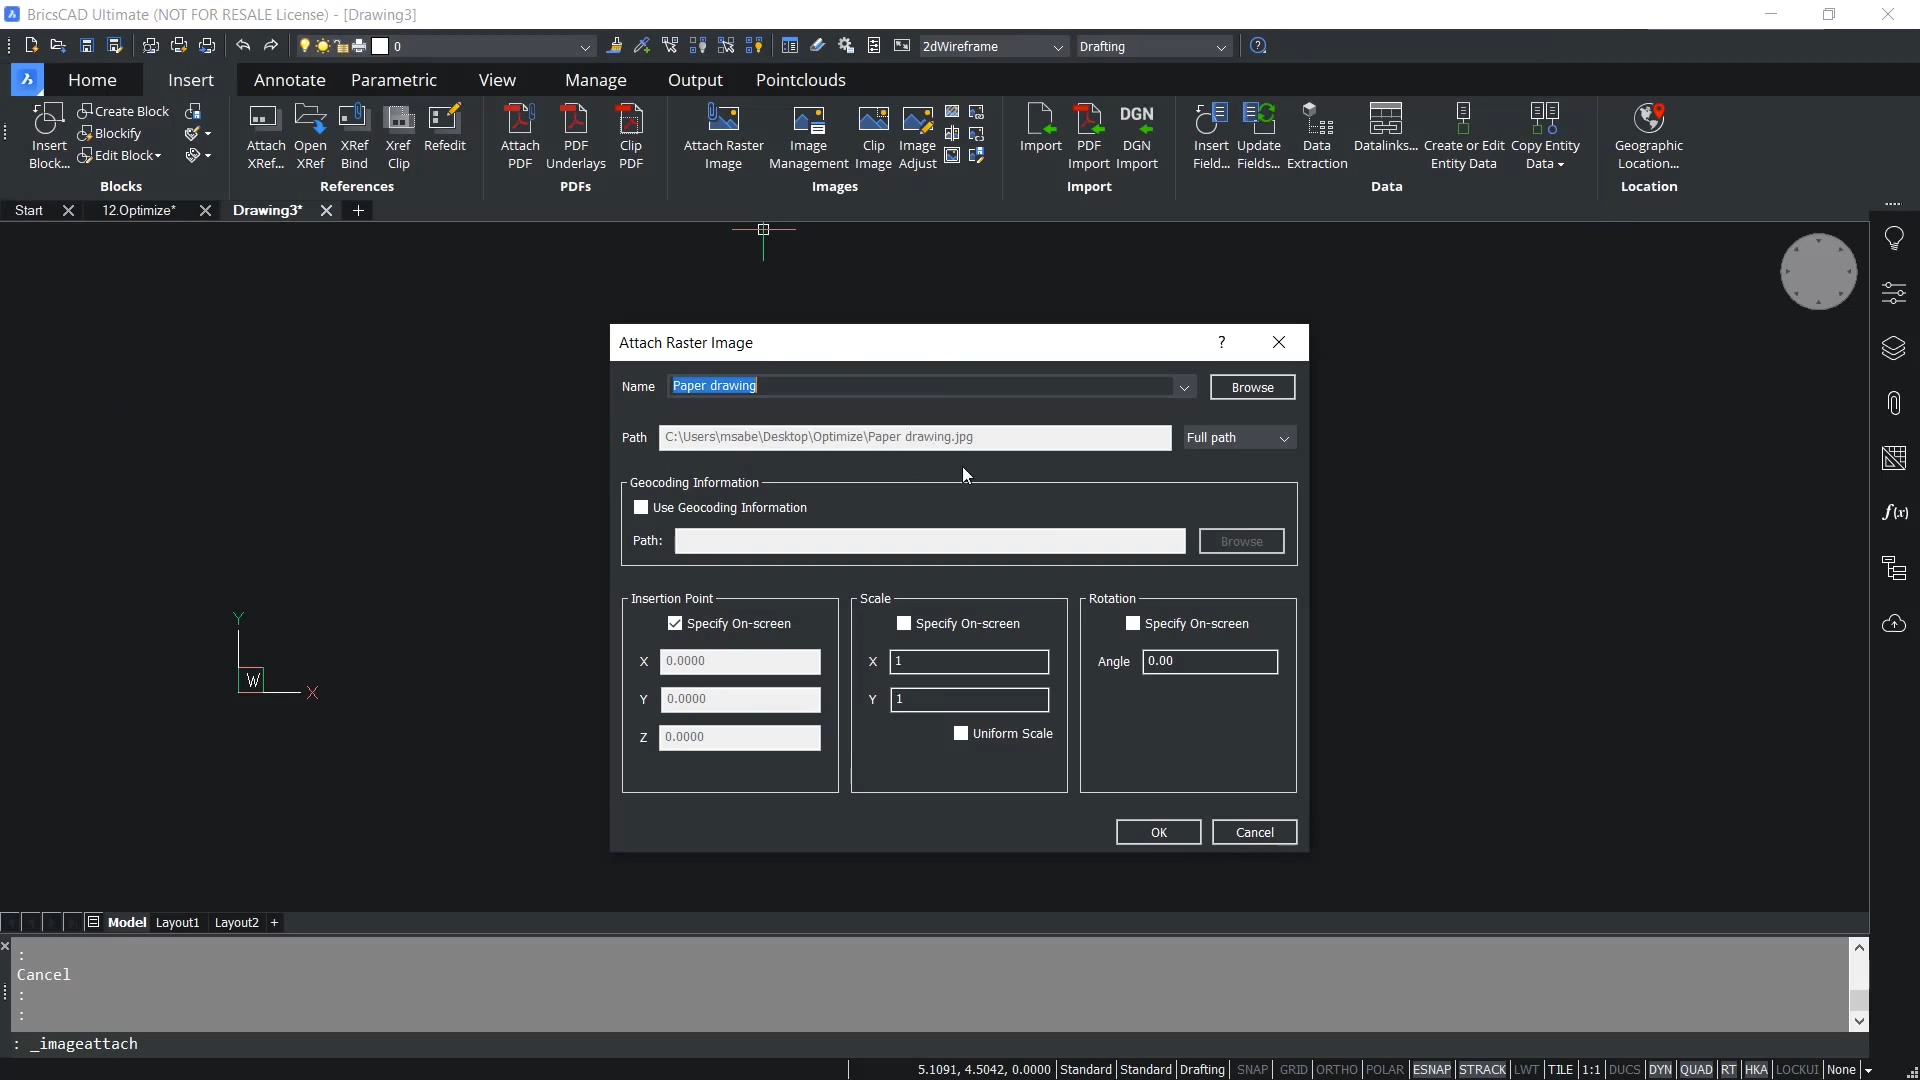 BricsCAD Ultimate (NOT FOR RESALE License) - [Drawing3]
0
2dWireframe
Drafting
Home
Insert
Annotate
Parametric
View
Manage
Output
Pointclouds
Insert
Block...
Create Block
Blockify
Edit Block
Blocks
Attach
XRef...
Open
XRef
XRef
Bind
Xref
Clip
Refedit
References
Attach
PDF
PDF
Underlays
Clip
PDF
PDFs
Attach Raster
Image
Image
Management
Clip
Image
Image
Adjust
Images
Import
PDF
Import
DGN
DGN
Import
Import
Insert
Field...
Update
Fields...
Data
Extraction
Datalinks...
Create or Edit
Entity Data
Copy Entity
Data
Data
Geographic
Location...
Location
Start
12.Optimize*
Drawing3*
+
Attach Raster Image
?
Name
Paper drawing
Browse
Path
C:\Users\msabe\Desktop\Optimize\Paper drawing.jpg
Full path
f(x)
Geocoding Information
Use Geocoding Information
Path:
Browse
Insertion Point
Specify On-screen
X 0.0000
Y 0.0000
Z 0.0000
Scale
Specify On-screen
X 1
Y 1
Uniform Scale
Rotation
Specify On-screen
Angle 0.00
OK
Cancel
Y
W
X
Model
Layout1
Layout2
+
:
Cancel
:
:
: _imageattach
5.1091, 4.5042, 0.0000 Standard Standard Drafting SNAP GRID ORTHO POLAR ESNAP STRACK LWT TILE 1:1 DUCS DYN QUAD RT HKA LOCKUI None